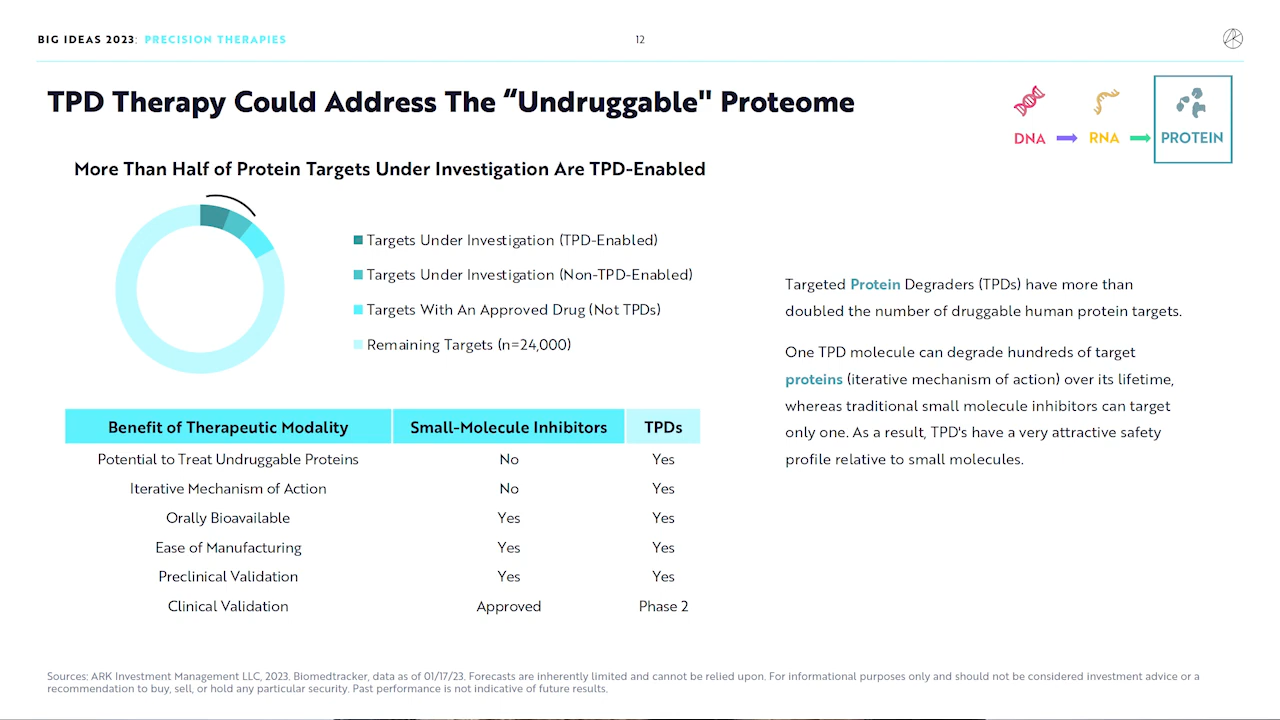 BIG IDEAS 2023: PRECISION THERAPIES
12
TPD Therapy Could Address The “Undruggable" Proteome
DNA
RNA
PROTEIN
More Than Half of Protein Targets Under Investigation Are TPD-Enabled
Targets Under Investigation (TPD-Enabled)
Targets Under Investigation (Non-TPD-Enabled)
Targets With An Approved Drug (Not TPDs)
Remaining Targets (n=24,000)
Benefit of Therapeutic Modality Small-Molecule Inhibitors TPDs
Potential to Treat Undruggable Proteins No Yes
Iterative Mechanism of Action No Yes
Orally Bioavailable Yes Yes
Ease of Manufacturing Yes Yes
Preclinical Validation Yes Yes
Clinical Validation Approved Phase 2
Targeted Protein Degraders (TPDs) have more than
doubled the number of druggable human protein targets.
One TPD molecule can degrade hundreds of target
proteins (iterative mechanism of action) over its lifetime,
whereas traditional small molecule inhibitors can target
only one. As a result, TPD's have a very attractive safety
profile relative to small molecules.
Sources: ARK Investment Management LLC, 2023. Biomedtracker, data as of 01/17/23. Forecasts are inherently limited and cannot be relied upon. For informational purposes only and should not be considered investment advice or a
recommendation to buy, sell, or hold any particular security. Past performance is not indicative of future results.